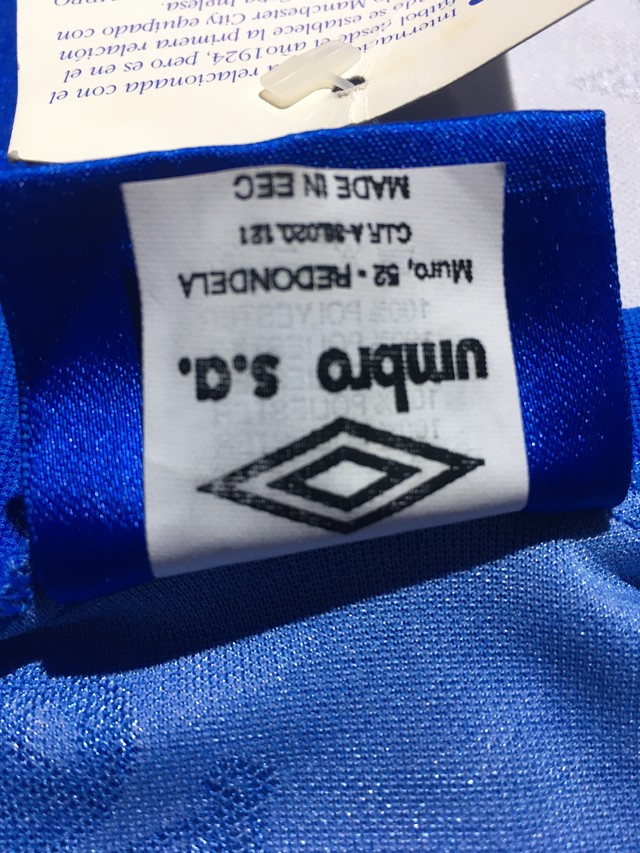 umbro s.a.
Muro, 52 - REDONDELA
C.I.F. A-36.020.121
MADE IN EEC
relacionada con el
fútbol desde el año 1924, pero es en el
se establece la primera relación
Manchester City equipado con
Inglesa.